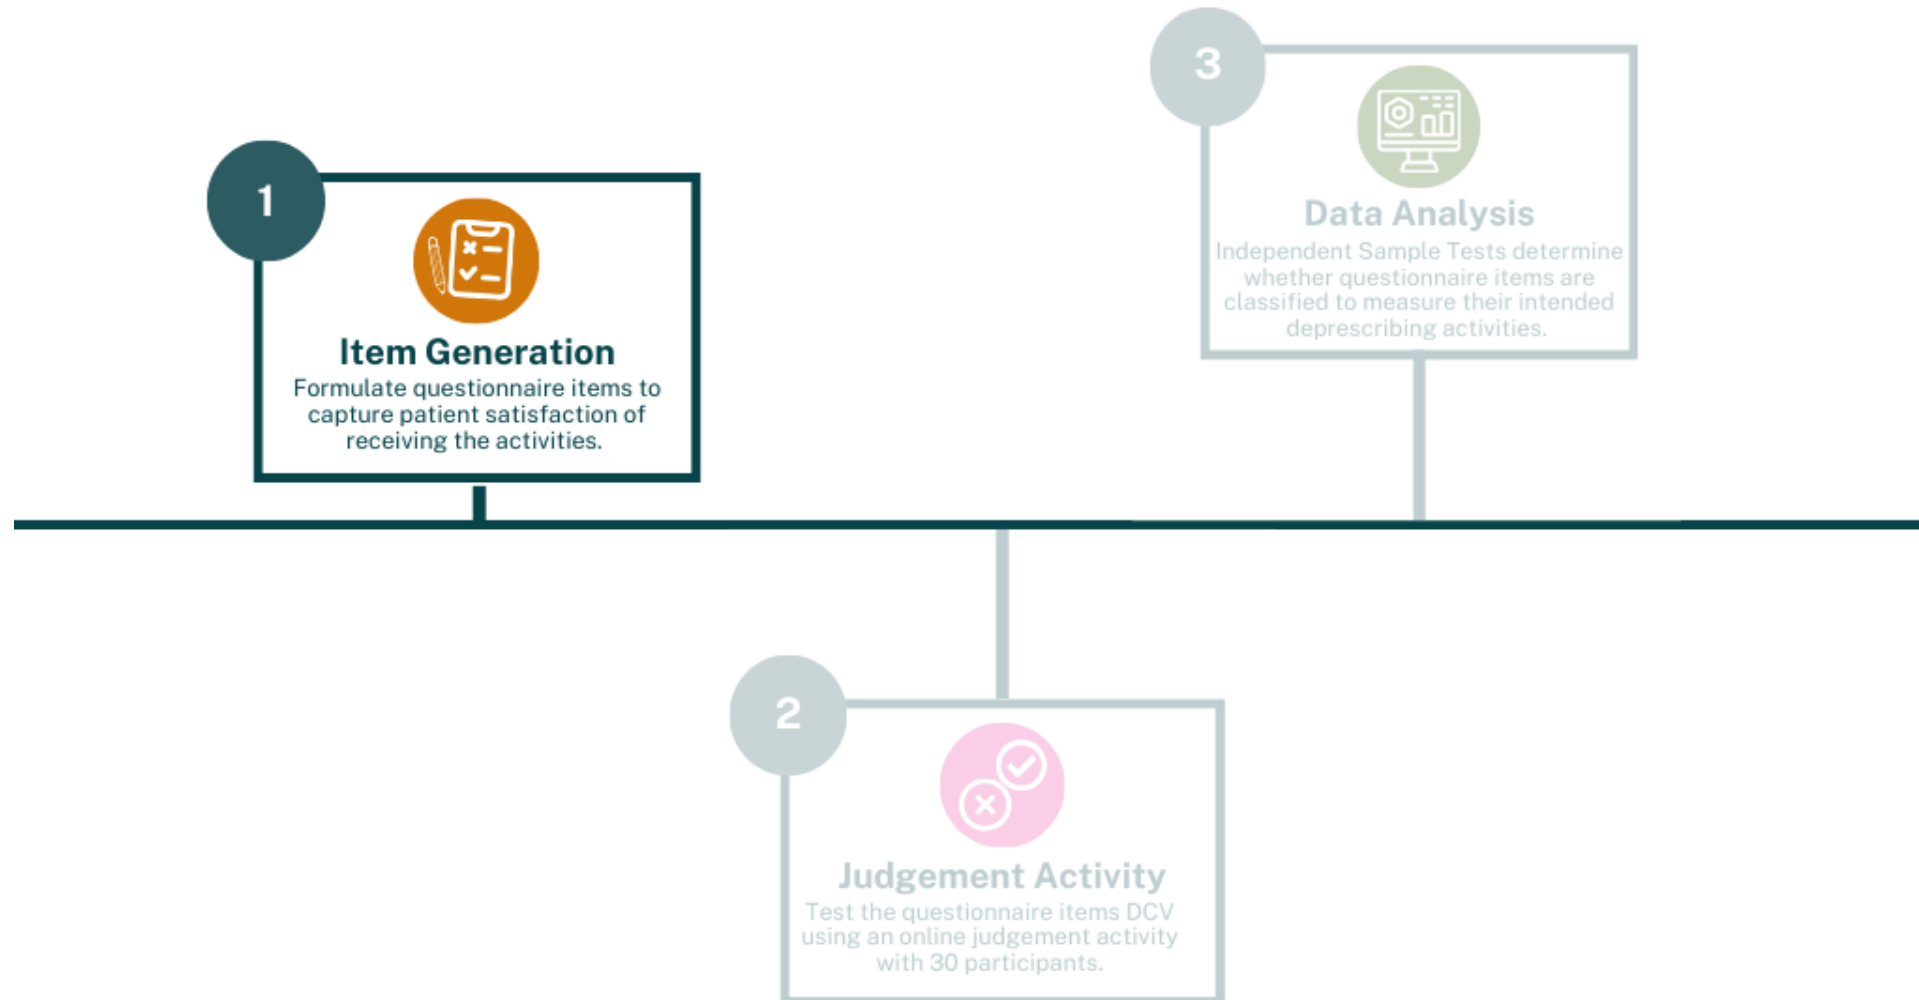 1
Item Generation
Formulate questionnaire items to
capture patient satisfaction of
receiving the activities.
2
Judgement Activity
Test the questionnaire items DCV
using an online judgement activity
with 30 participants.
3
Data Analysis
Independent Sample Tests determine
whether questionnaire items are
classified to measure their intended
deprescribing activities.